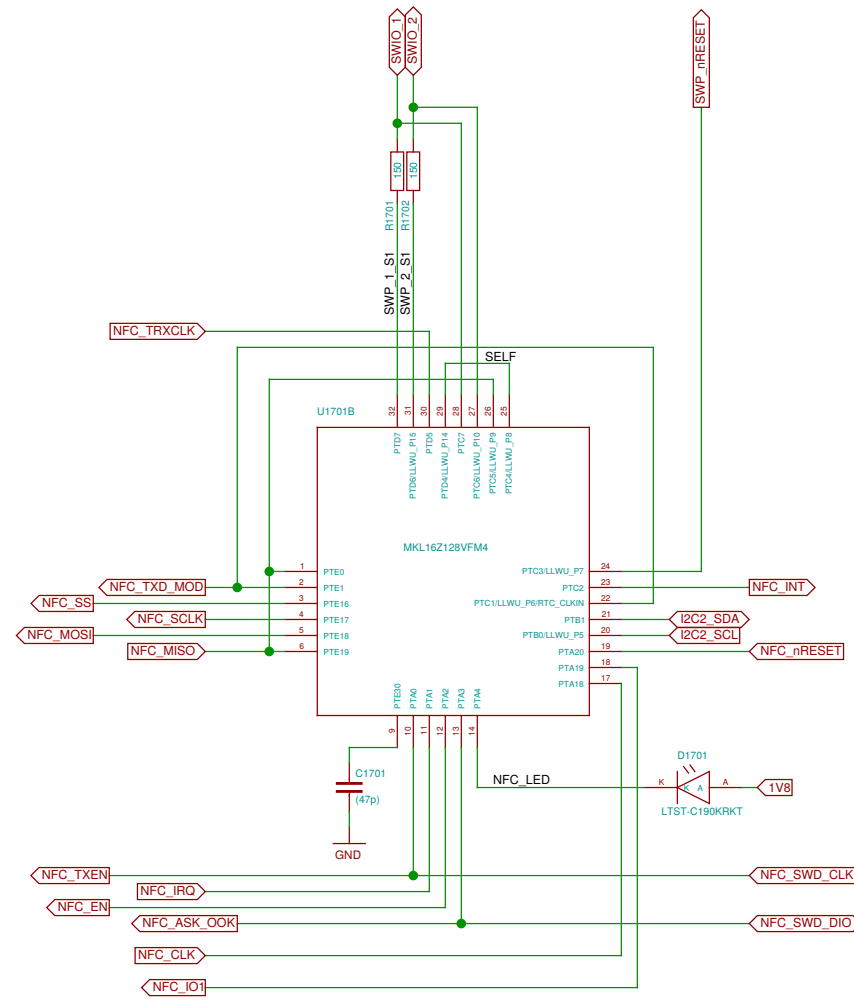 SWIO_1
SWIO_2
SWP_nRESET
150
150
R1701
R1702
SWP_1_S1
SWP_2_S1
NFC_TRXCLK
SELF
U1701B
32
31
30
29
28
27
26
25
PTD7
PTD6/LLWU_P15
PTD5
PTD4/LLWU_P14
PTC7
PTC6/LLWU_P10
PTC5/LLWU_P9
PTC4/LLWU_P8
MKL16Z128VFM4
1 PTE0
NFC_TXD_MOD 2 PTE1
NFC_SS 3 PTE16
NFC_SCLK 4 PTE17
NFC_MOSI 5 PTE18
NFC_MISO 6 PTE19
PTC3/LLWU_P7 24
PTC2 23 NFC_INT
PTC1/LLWU_P6/RTC_CLKIN 22
PTB1 21 I2C2_SDA
PTB0/LLWU_P5 20 I2C2_SCL
PTA20 19 NFC_nRESET
PTA19 18
PTA18 17
PTE30
PTA0
PTA1
PTA2
PTA3
PTA4
9
10
11
12
13
14
C1701
(47p)
GND
NFC_LED
D1701
K
K
A
A
1V8
LTST-C190KRKT
NFC_TXEN
NFC_SWD_CLK
NFC_IRQ
NFC_EN
NFC_ASK_OOK
NFC_SWD_DIO
NFC_CLK
NFC_IO1